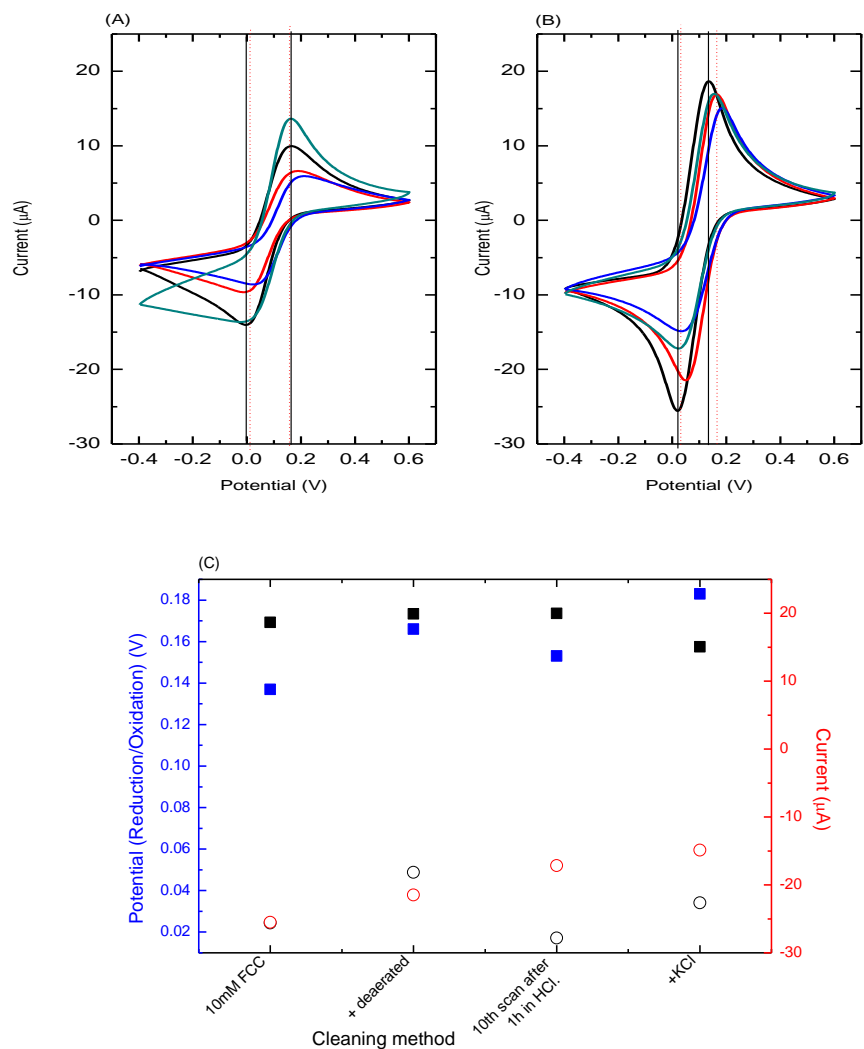 (A)
20
10
0
-10
-20
-30
Current (µA)
-0.4 -0.2 0.0 0.2 0.4 0.6
Potential (V)
(B)
20
10
0
-10
-20
-30
Current (µA)
-0.4 -0.2 0.0 0.2 0.4 0.6
Potential (V)
(C)
0.18
0.16
0.14
0.12
0.10
0.08
0.06
0.04
0.02
Potential (Reduction/Oxidation) (V)
20
10
0
-10
-20
-30
Current (µA)
10mM FCC
+ deaerated
10th scan after
1h in HCl.
+KCl
Cleaning method